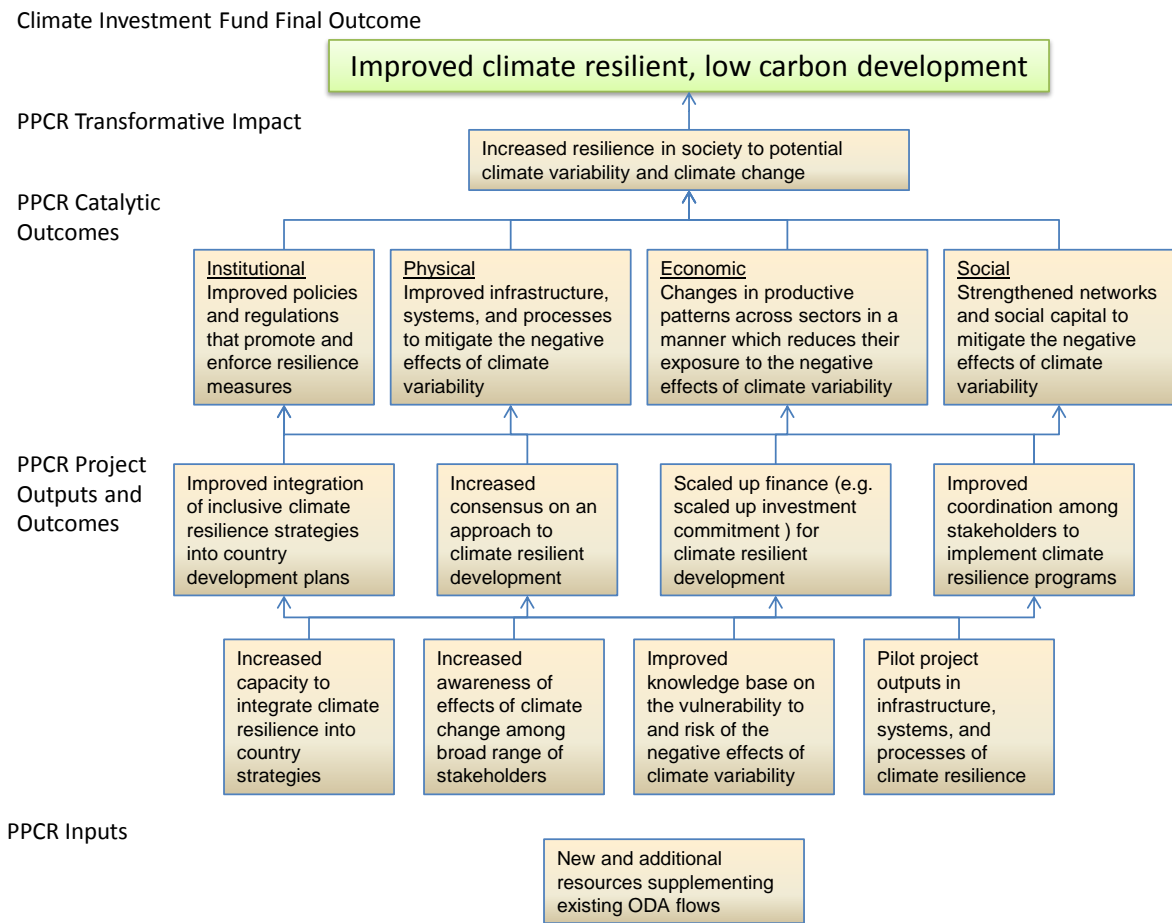 Climate Investment Fund Final Outcome
Improved climate resilient, low carbon development
PPCR Transformative Impact
Increased resilience in society to potential
climate variability and climate change
PPCR Catalytic
Outcomes
Institutional
Improved policies
and regulations
that promote and
enforce resilience
measures
Physical
Improved infrastructure,
systems, and processes
to mitigate the negative
effects of climate
variability
Economic
Changes in productive
patterns across sectors in a
manner which reduces their
exposure to the negative
effects of climate variability
Social
Strengthened networks
and social capital to
mitigate the negative
effects of climate
variability
PPCR Project
Outputs and
Outcomes
Improved integration
of inclusive climate
resilience strategies
into country
development plans
Increased
consensus on an
approach to
climate resilient
development
Scaled up finance (e.g.
scaled up investment
commitment ) for
climate resilient
development
Improved
coordination among
stakeholders to
implement climate
resilience programs
Increased
capacity to
integrate climate
resilience into
country
strategies
Increased
awareness of
effects of climate
change among
broad range of
stakeholders
Improved
knowledge base on
the vulnerability to
and risk of the
negative effects of
climate variability
Pilot project
outputs in
infrastructure,
systems, and
processes of
climate resilience
PPCR Inputs
New and additional
resources supplementing
existing ODA flows